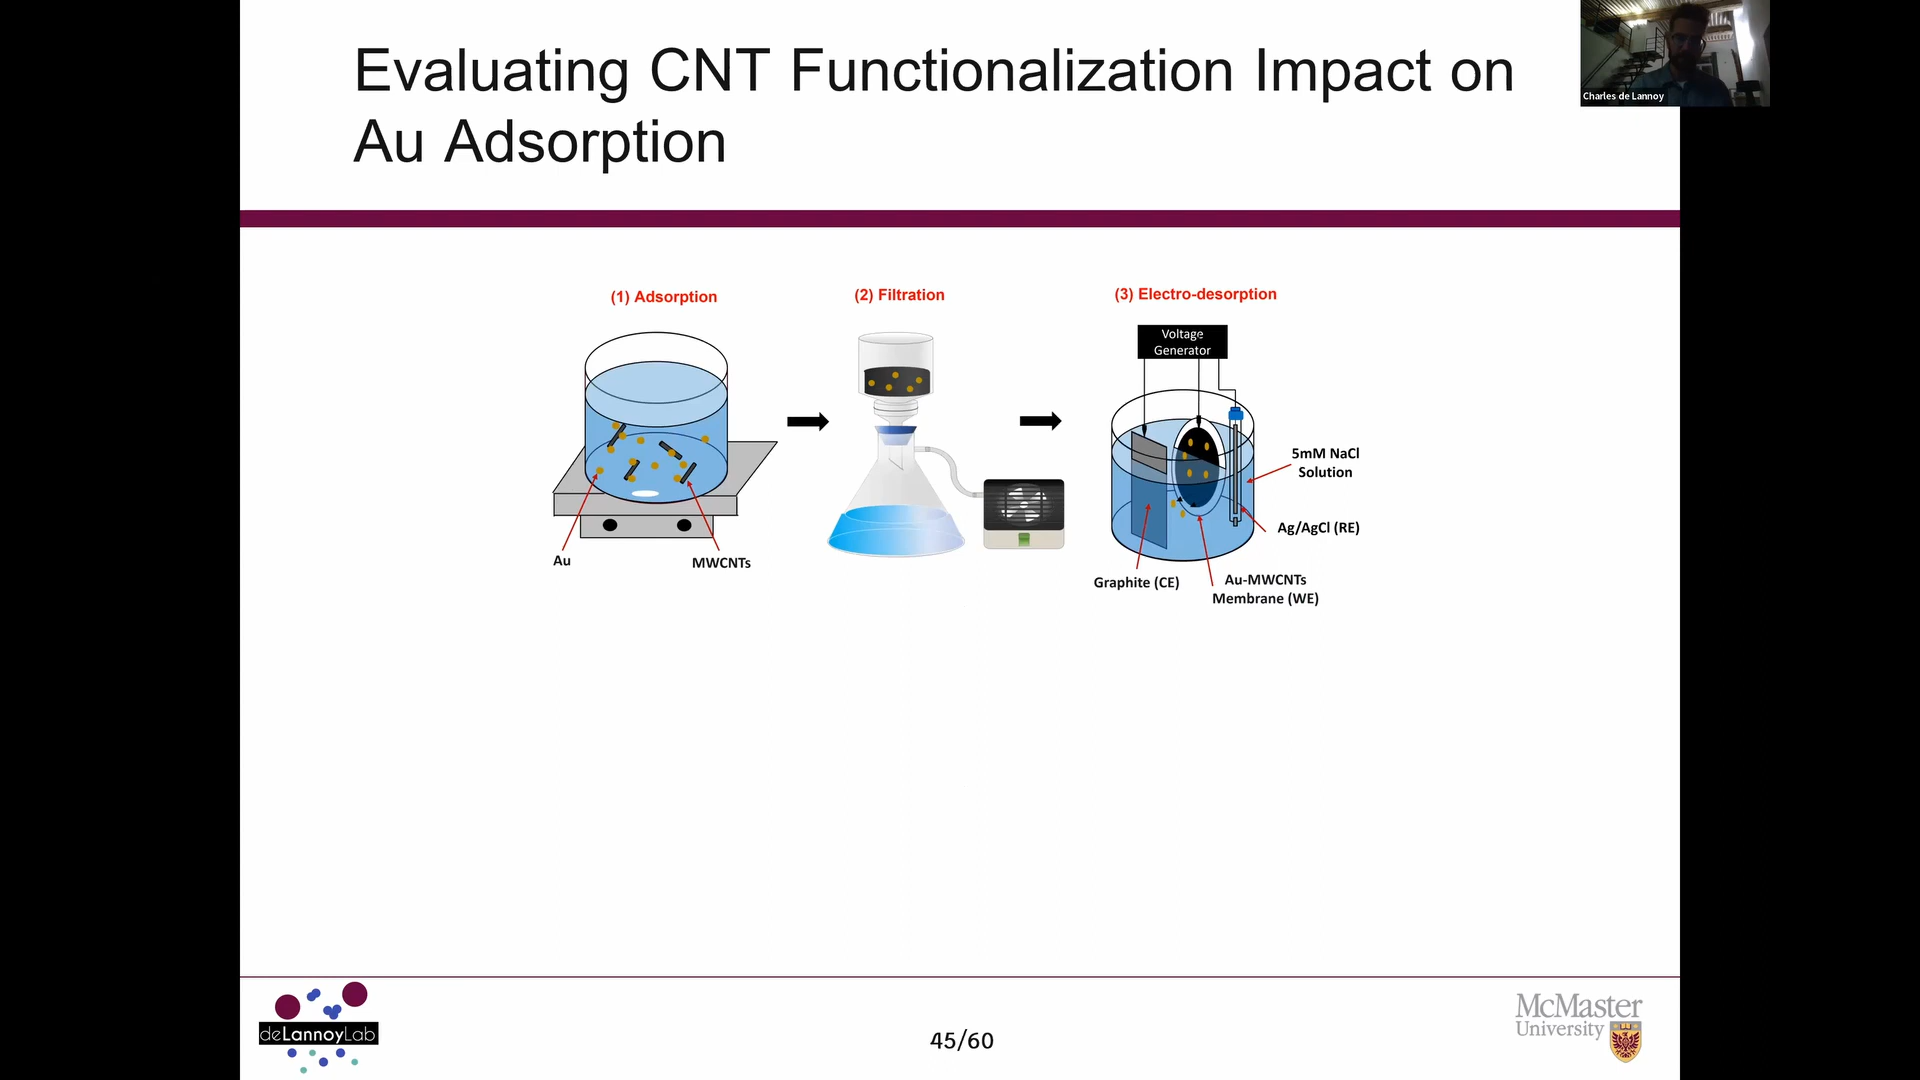 Evaluating CNT Functionalization Impact on
Au Adsorption
Charles de Lannoy
(1) Adsorption
(2) Filtration
(3) Electro-desorption
Voltage
Generator
5mM NaCl
Solution
Ag/AgCl (RE)
Au
MWCNTs
Graphite (CE)
Au-MWCNTs
Membrane (WE)
deLannoyLab
45/60
McMaster
University